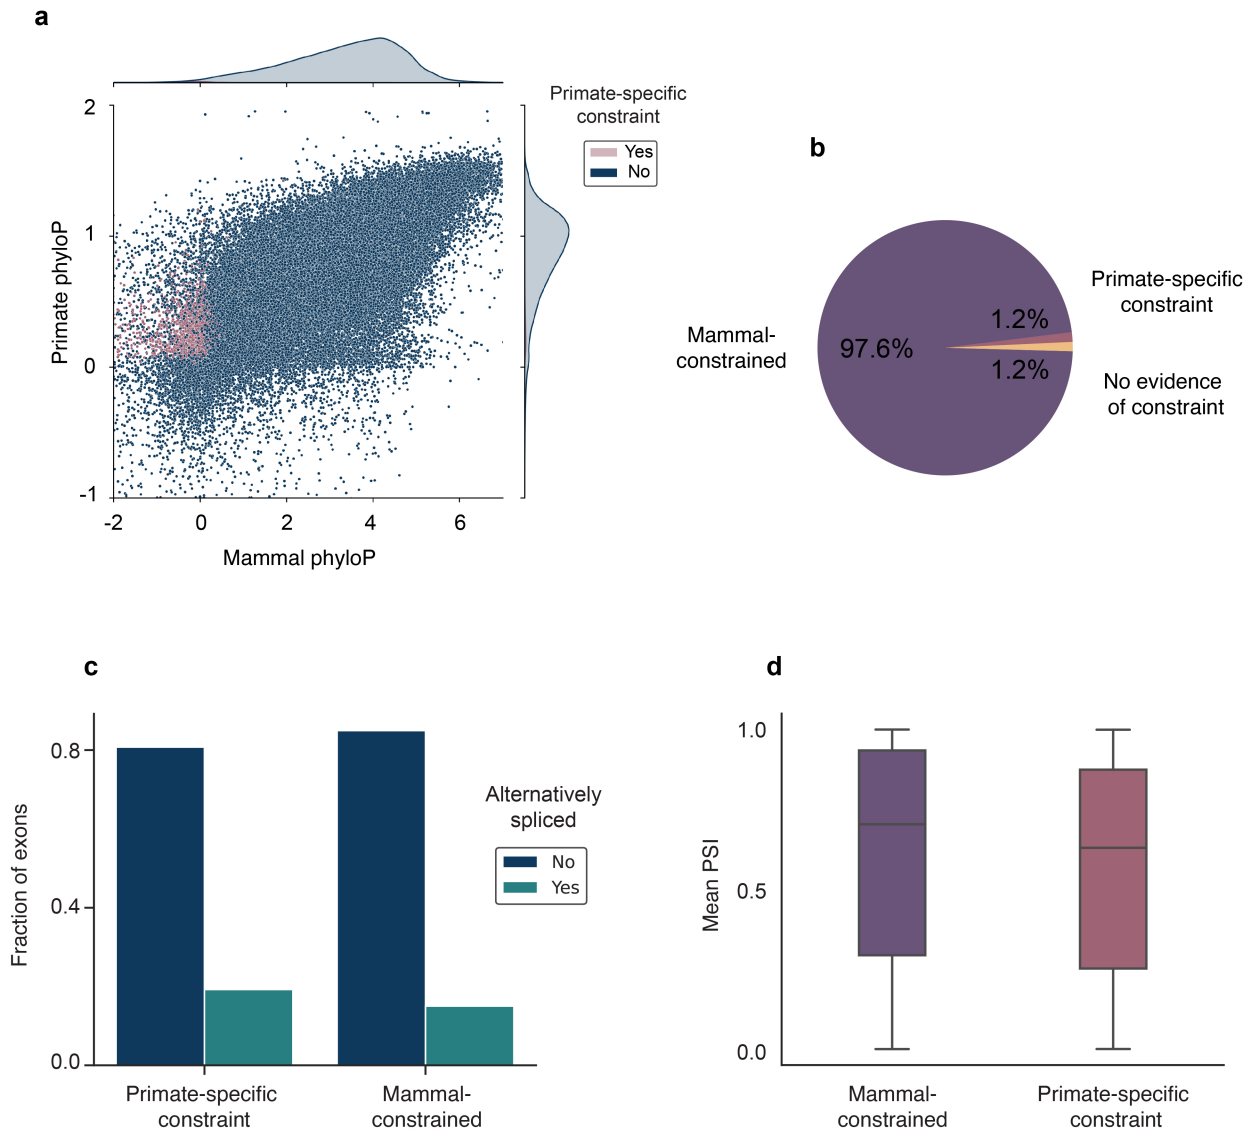 a
Primate-specific
constraint
Yes
No
2
1
0
-1
Primate phyloP
-2
0
2
4
6
Mammal phyloP
b
Mammal-
constrained
97.6%
1.2%
1.2%
Primate-specific
constraint
No evidence
of constraint
c
Fraction of exons
0.8
0.4
0.0
Alternatively
spliced
No
Yes
Primate-specific
constraint
Mammal-
constrained
d
Mean PSI
1.0
0.5
0.0
Mammal-
constrained
Primate-specific
constraint